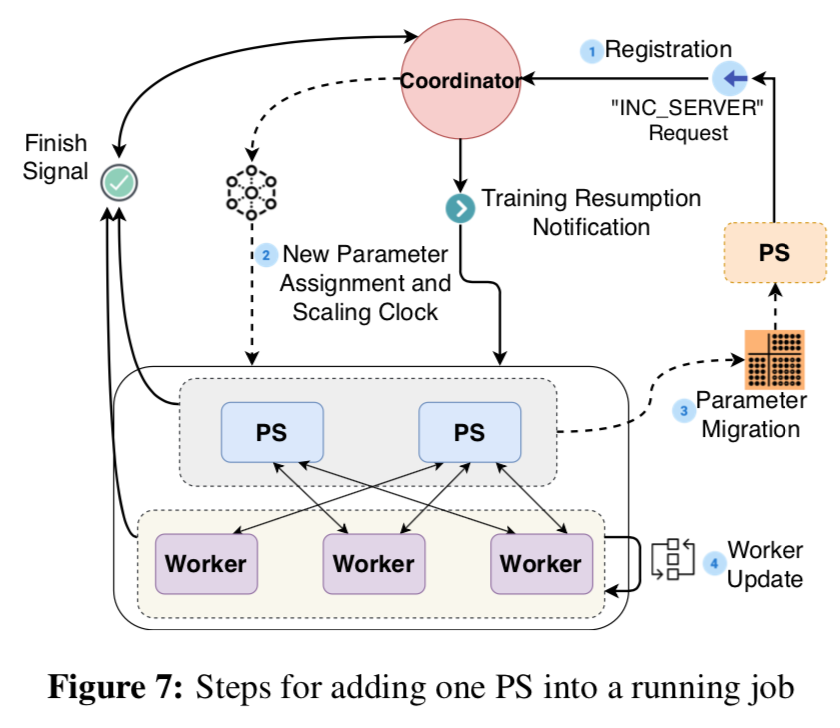 1 Registration
Coordinator
"INC_SERVER"
Request
Finish
Signal
Training Resumption
Notification
2 New Parameter
Assignment and
Scaling Clock
PS
PS
PS
3 Parameter
Migration
Worker
Worker
Worker
4 Worker
Update
Figure 7: Steps for adding one PS into a running job